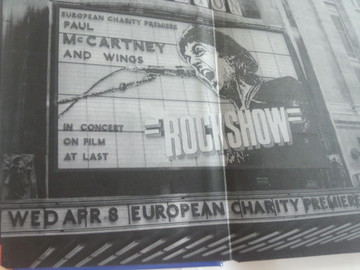 EUROPEAN CHARITY PREMIERE
PAUL
McCARTNEY
AND WINGS
IN CONCERT
ON FILM
AT LAST
ROCKSHOW
WED APR 8 EUROPEAN CHARITY PREMIERE